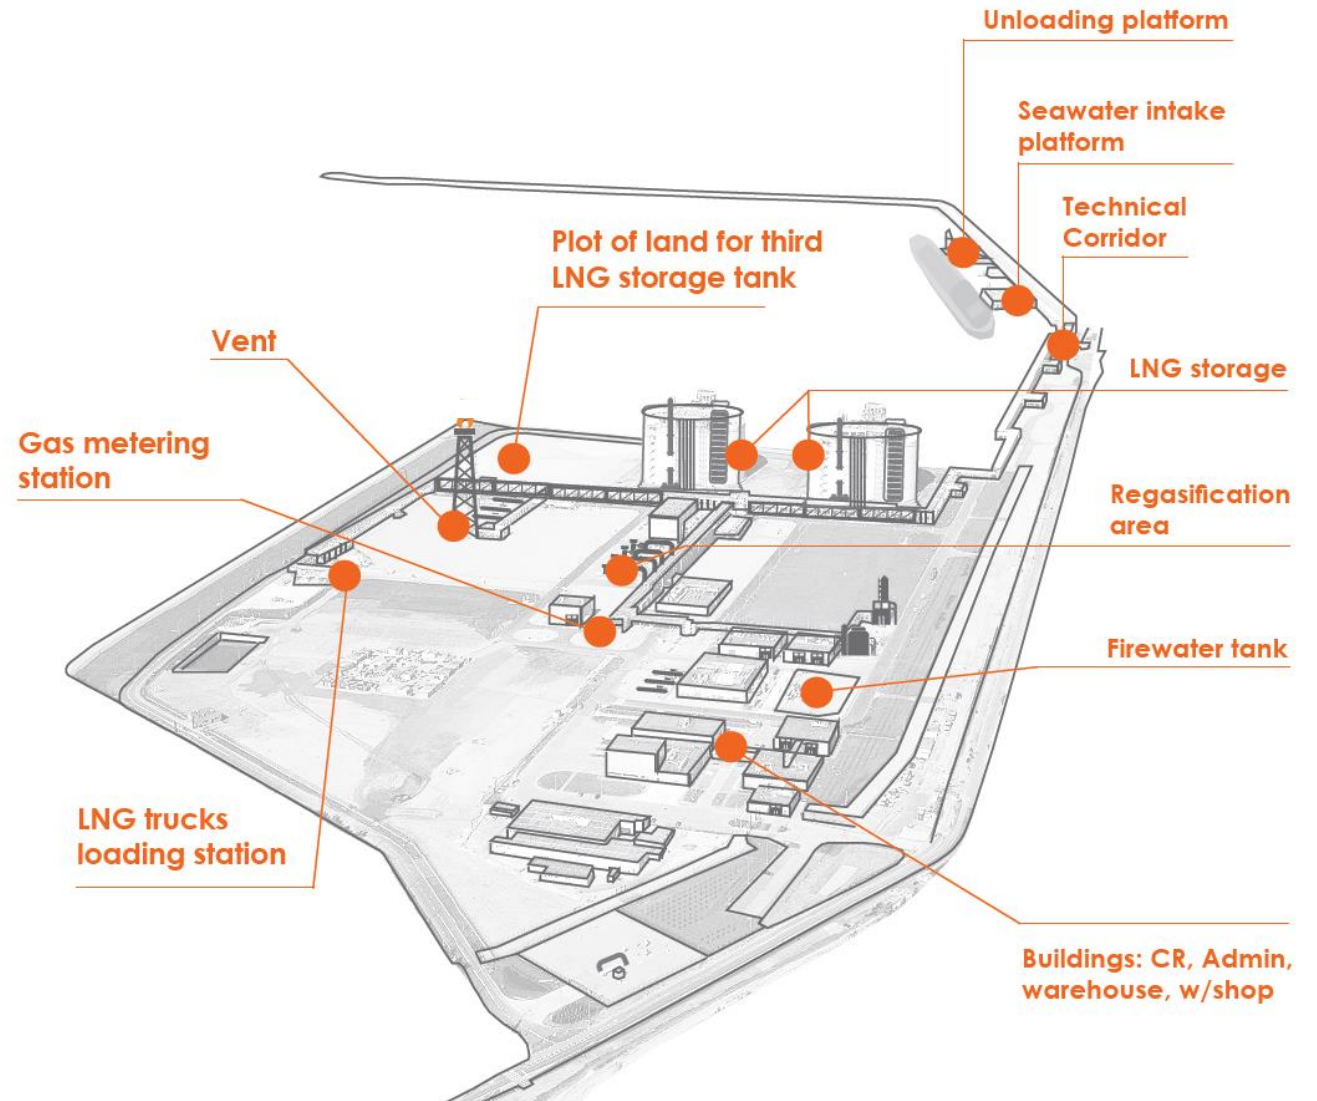 Unloading platform
Seawater intake
platform
Technical
Corridor
Plot of land for third
LNG storage tank
Vent
LNG storage
Gas metering
station
Regasification
area
Firewater tank
LNG trucks
loading station
Buildings: CR, Admin,
warehouse, w/shop